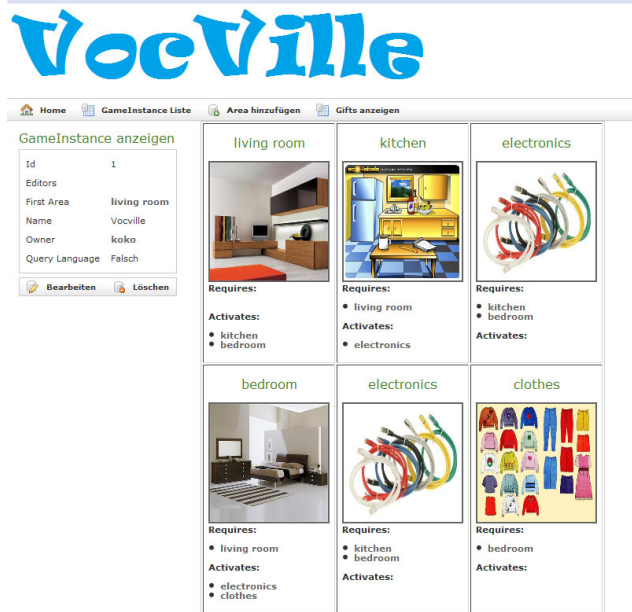 VocVille
Home GameInstance Liste Area hinzufügen Gifts anzeigen
GameInstance anzeigen
Id 1
Editors
First Area living room
Name Vocville
Owner koko
Query Language Falsch
Bearbeiten Löschen
living room
Requires:
Activates:
• kitchen
• bedroom
kitchen
Requires:
• living room
Activates:
• electronics
electronics
Requires:
• kitchen
• bedroom
Activates:
bedroom
Requires:
• living room
Activates:
• electronics
• clothes
electronics
Requires:
• kitchen
• bedroom
Activates:
clothes
Requires:
• bedroom
Activates: